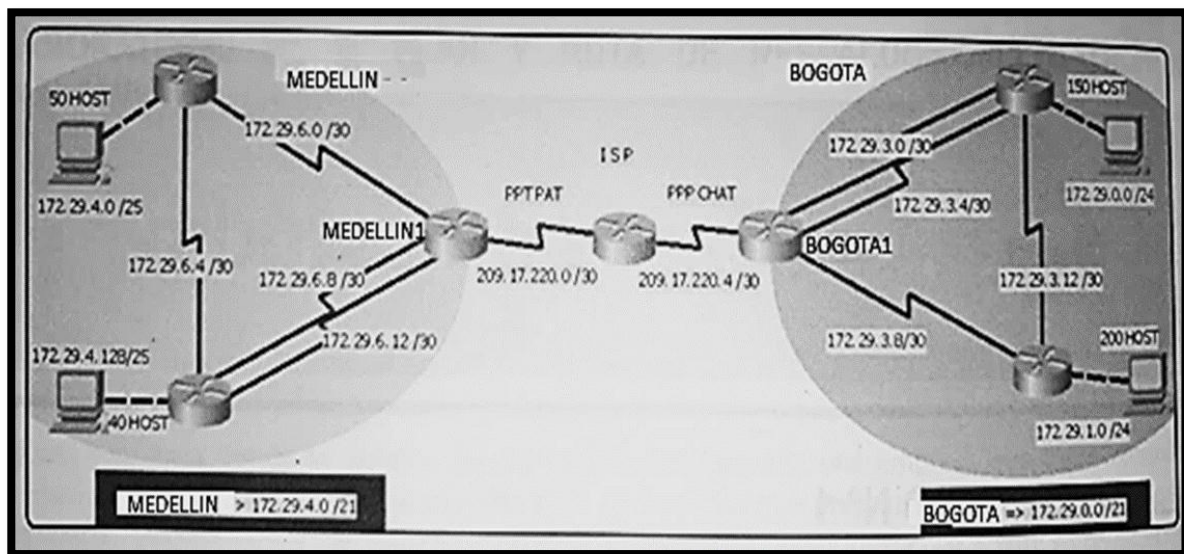 MEDELLIN
50 HOST
172.29.6.0 /30
172.29.4.0 /25
MEDELLIN1
172.29.6.4 /30
172.29.6.8 /30
172.29.6.12 /30
172.29.4.128/25
40 HOST
MEDELLIN > 172.29.4.0 /21
ISP
PPT PAT
PPP CHAT
209.17.220.0 /30
209.17.220.4 /30
BOGOTA
150 HOST
172.29.3.0 /30
172.29.0.0 /24
172.29.3.4/30
BOGOTA1
172.29.3.12 /30
172.29.3.8/30
200 HOST
172.29.1.0 /24
BOGOTA => 172.29.0.0 /21